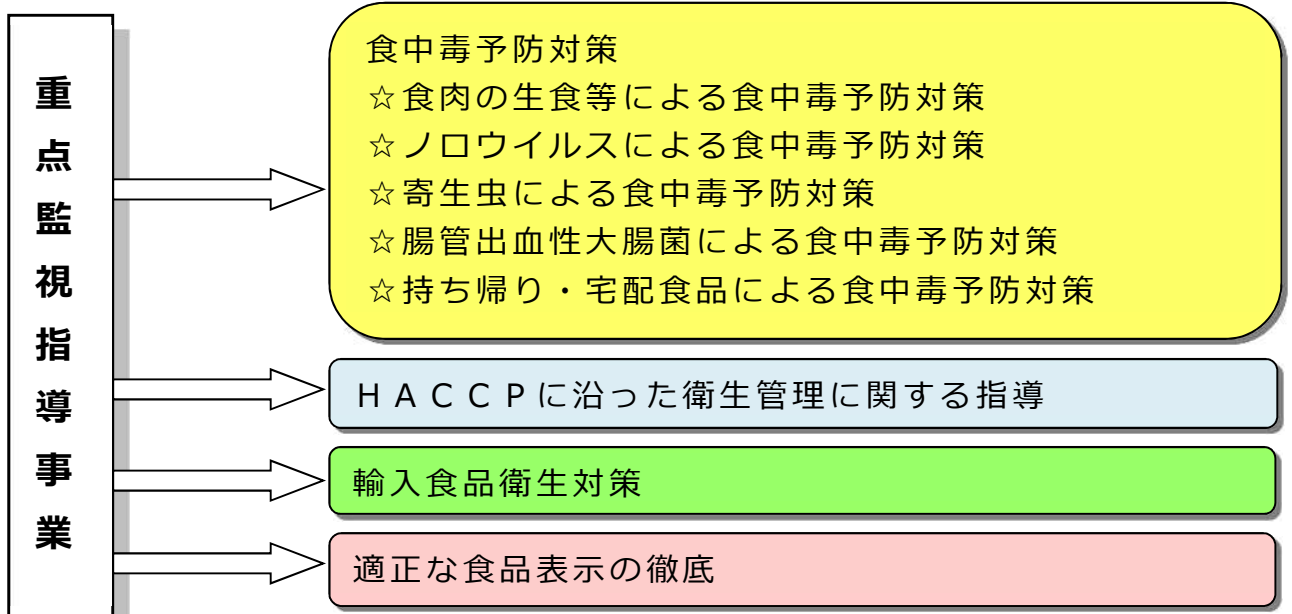 重点監視指導事業
食中毒予防対策
☆食肉の生食等による食中毒予防対策
☆ノロウイルスによる食中毒予防対策
☆寄生虫による食中毒予防対策
☆腸管出血性大腸菌による食中毒予防対策
☆持ち帰り・宅配食品による食中毒予防対策
ＨＡＣＣＰに沿った衛生管理に関する指導
輸入食品衛生対策
適正な食品表示の徹底